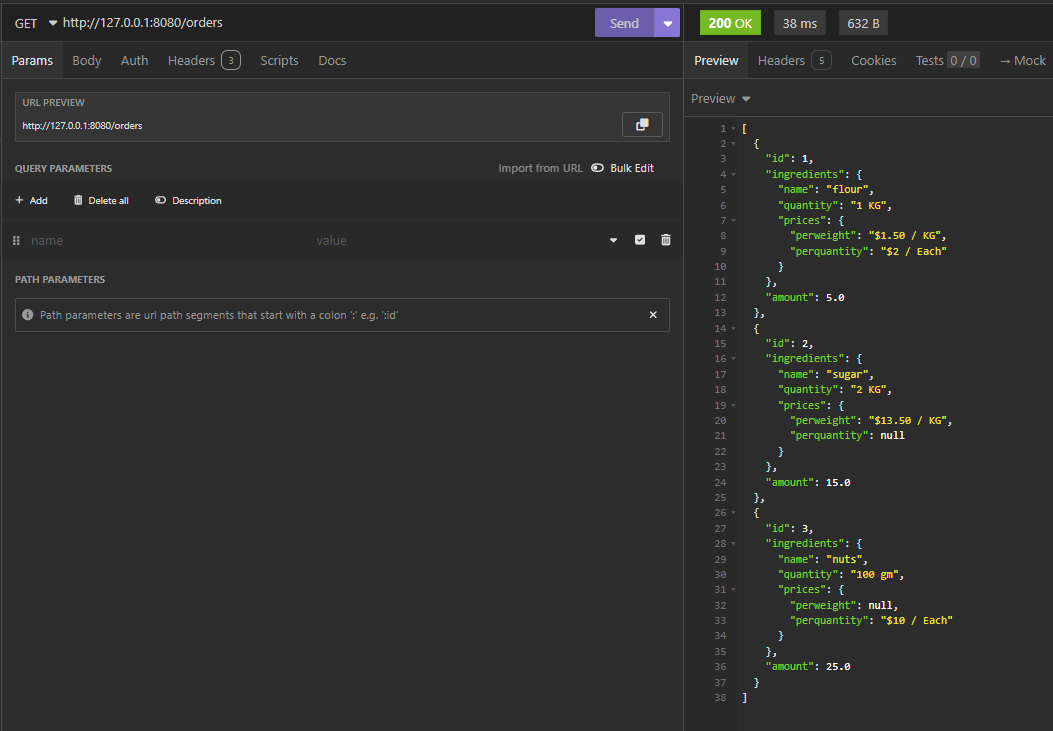 GET http://127.0.0.1:8080/orders Send
Params Body Auth Headers 3 Scripts Docs
URL PREVIEW
http://127.0.0.1:8080/orders
QUERY PARAMETERS Import from URL Bulk Edit
+ Add Delete all Description
name value
PATH PARAMETERS
Path parameters are url path segments that start with a colon ':' e.g. ':id'
200 OK 38 ms 632 B
Preview Headers 5 Cookies Tests 0 / 0 → Mock
Preview
1 [
2 {
3 "id": 1,
4 "ingredients": {
5 "name": "flour",
6 "quantity": "1 KG",
7 "prices": {
8 "perweight": "$1.50 / KG",
9 "perquantity": "$2 / Each"
10 }
11 },
12 "amount": 5.0
13 },
14 {
15 "id": 2,
16 "ingredients": {
17 "name": "sugar",
18 "quantity": "2 KG",
19 "prices": {
20 "perweight": "$13.50 / KG",
21 "perquantity": null
22 }
23 },
24 "amount": 15.0
25 },
26 {
27 "id": 3,
28 "ingredients": {
29 "name": "nuts",
30 "quantity": "100 gm",
31 "prices": {
32 "perweight": null,
33 "perquantity": "$10 / Each"
34 }
35 },
36 "amount": 25.0
37 }
38 ]